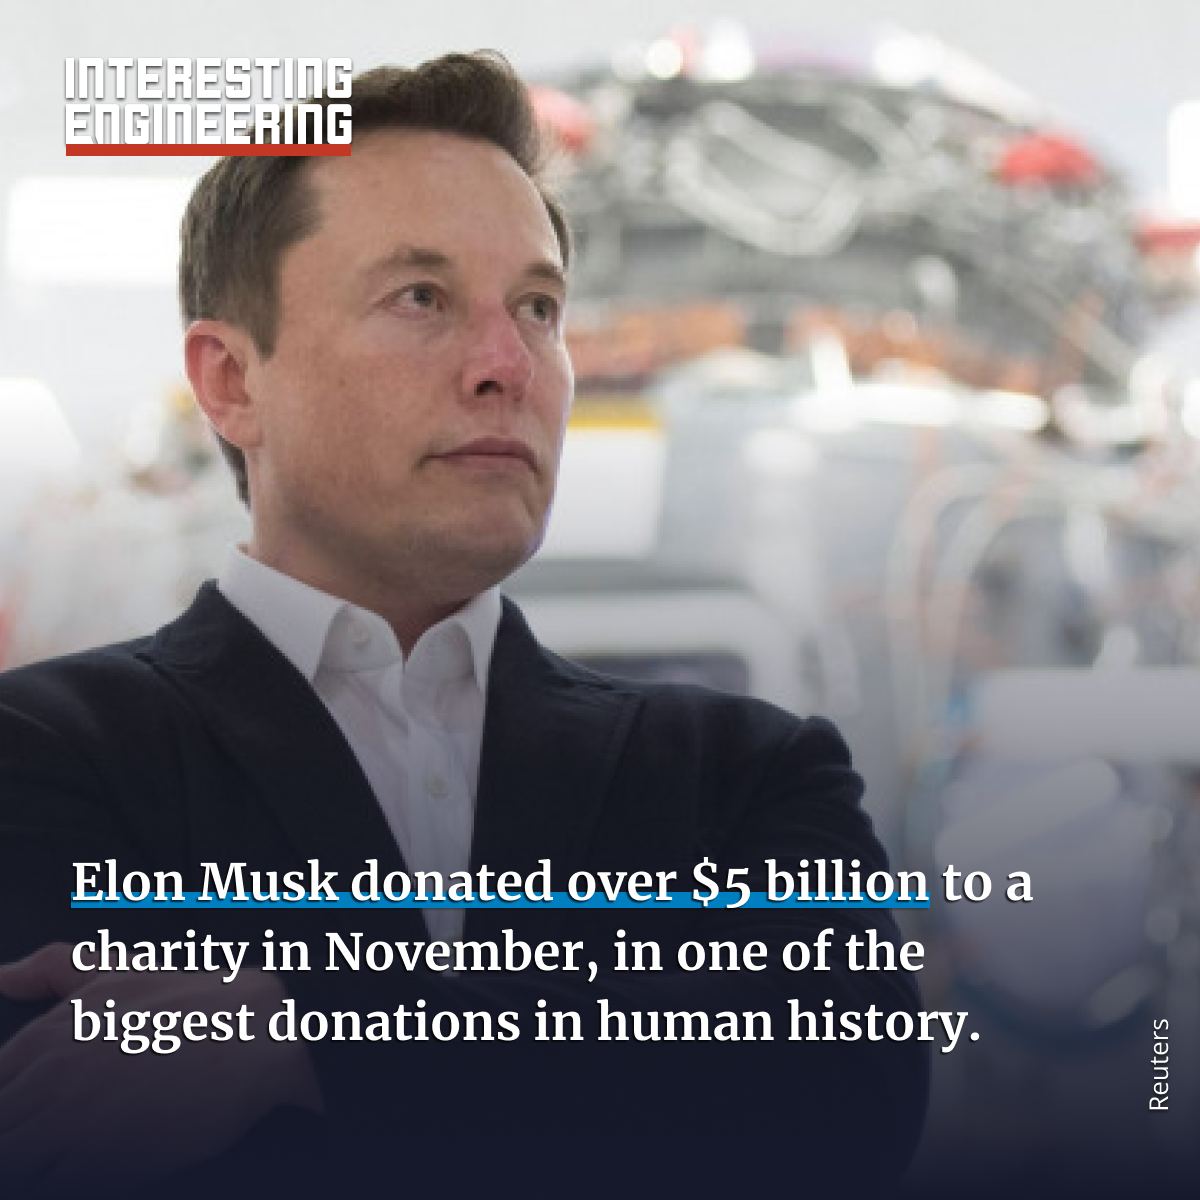 INTERESTING
ENGINEERING
Elon Musk donated over $5 billion to a
charity in November, in one of the
biggest donations in human history.
Reuters